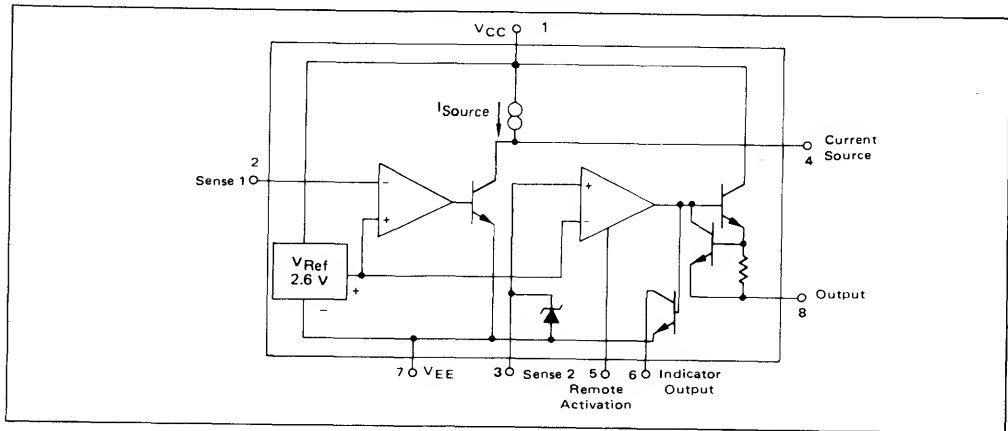 VCC 1
ISource
Current
4 Source
2
Sense 1
-
+
+
-
VRef
2.6 V
+
-
Output
8
7 VEE
3 Sense 2
5
Remote
Activation
6 Indicator
Output